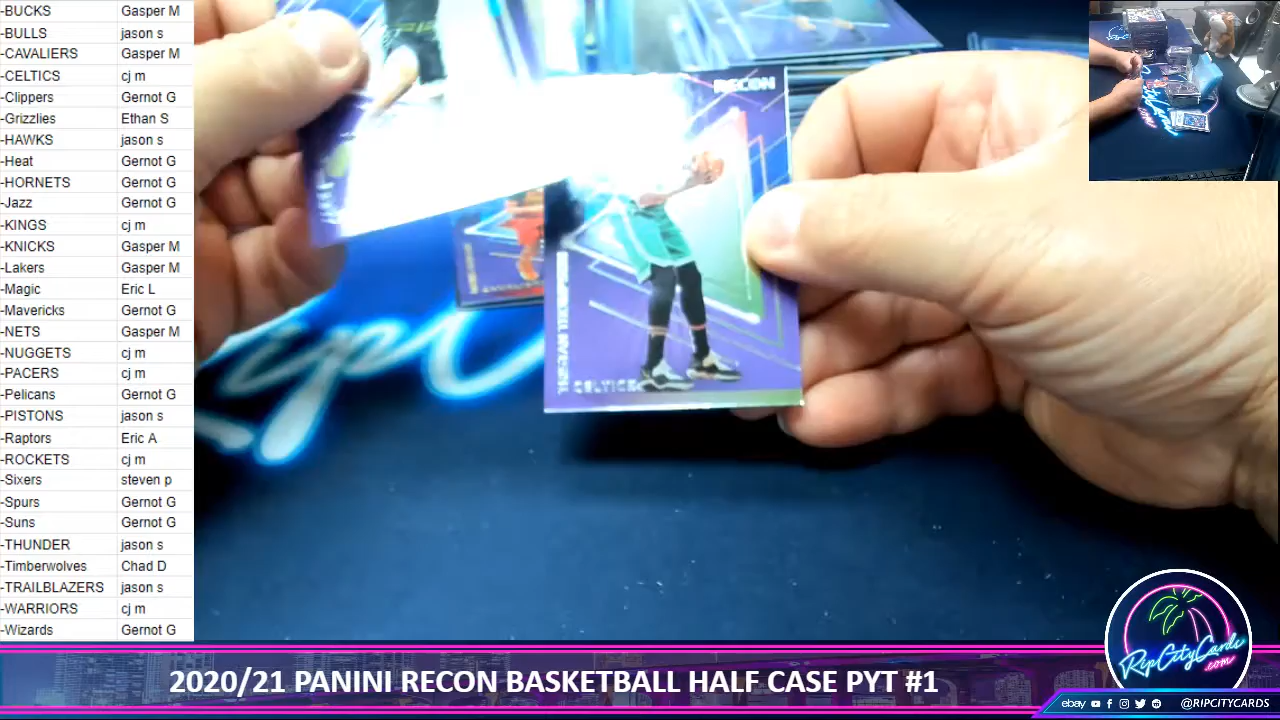 -BUCKS Gasper M
-BULLS jason s
-CAVALIERS Gasper M
-CELTICS cj m
-Clippers Gernot G
-Grizzlies Ethan S
-HAWKS jason s
-Heat Gernot G
-HORNETS Gernot G
-Jazz Gernot G
-KINGS cj m
-KNICKS Gasper M
-Lakers Gasper M
-Magic Eric L
-Mavericks Gernot G
-NETS Gasper M
-NUGGETS cj m
-PACERS cj m
-Pelicans Gernot G
-PISTONS jason s
-Raptors Eric A
-ROCKETS cj m
-Sixers steven p
-Spurs Gernot G
-Suns Gernot G
-THUNDER jason s
-Timberwolves Chad D
-TRAILBLAZERS jason s
-WARRIORS cj m
-Wizards Gernot G
RECON
CELTICS
Rip
2020/21 PANINI RECON BASKETBALL HALF CASE PYT #1
RipCityCards
.com
ebay @RIPCITYCARDS